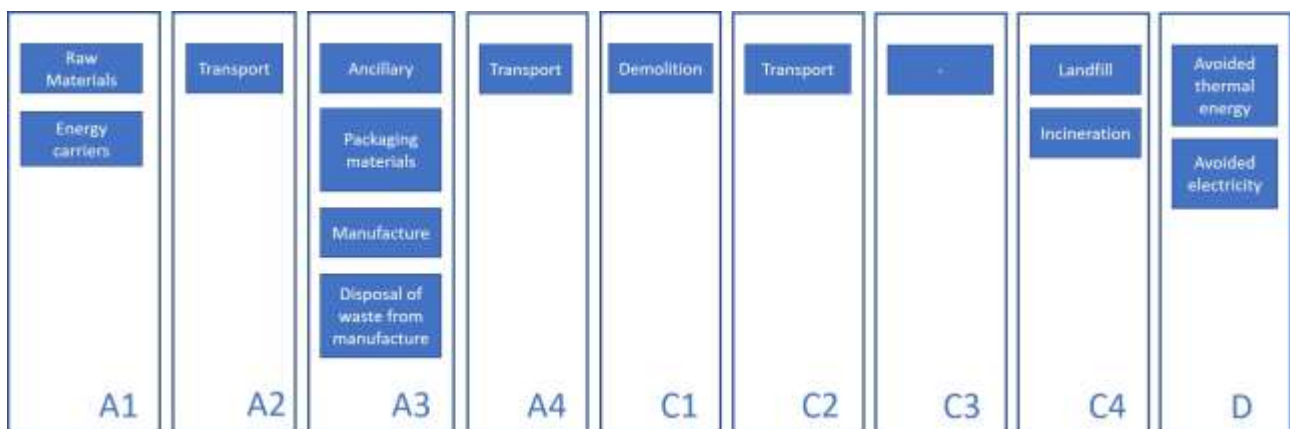 Raw
Materials
Energy
carriers
A1
Transport
A2
Ancillary
Packaging
materials
Manufacture
Disposal of
waste from
manufacture
A3
Transport
A4
Demolition
C1
Transport
C2
-
C3
Landfill
Incineration
C4
Avoided
thermal
energy
Avoided
electricity
D